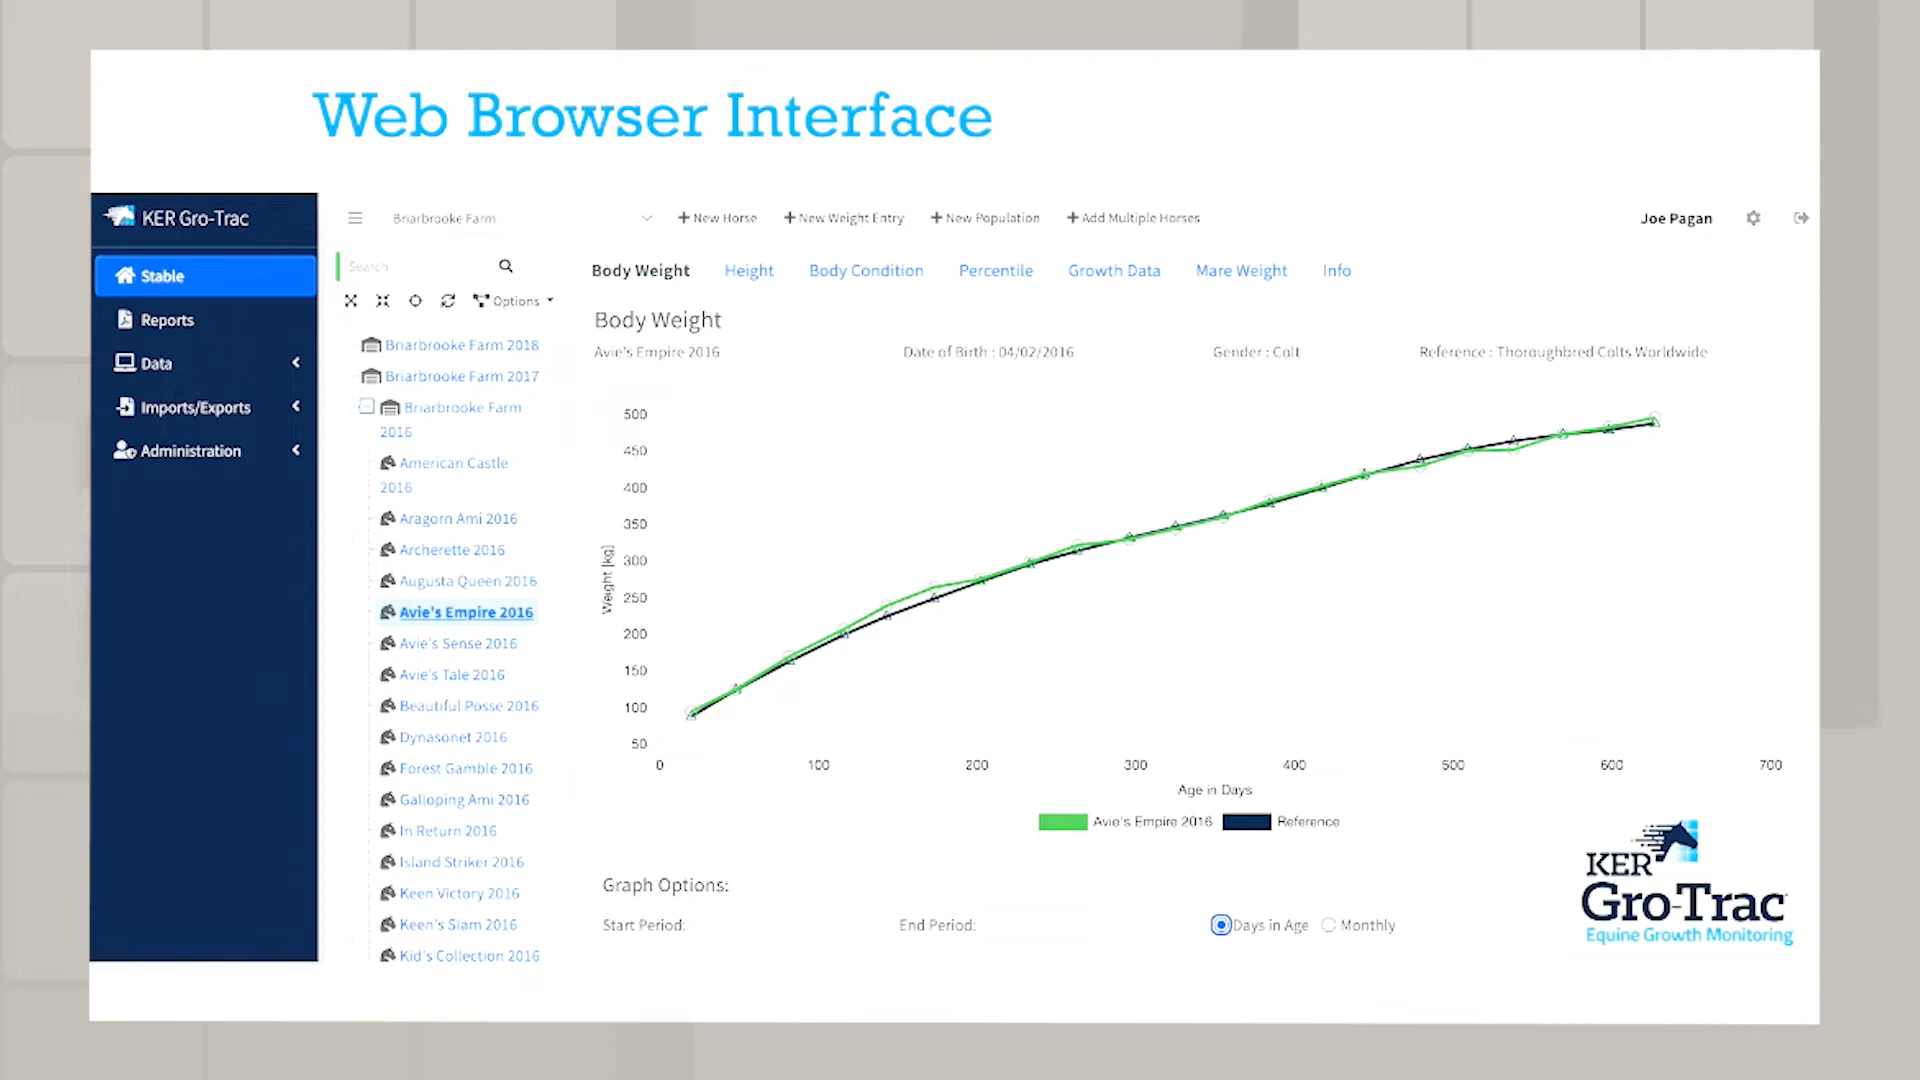 Web Browser Interface
KER Gro-Trac
Briarbrooke Farm
New Horse
New Weight Entry
New Population
Add Multiple Horses
Joe Pagan
Stable
Reports
Data
Imports/Exports
Administration
Search
Options
Briarbrooke Farm 2018
Briarbrooke Farm 2017
Briarbrooke Farm
2016
American Castle
2016
Aragorn Ami 2016
Archerette 2016
Augusta Queen 2016
Avie's Empire 2016
Avie's Sense 2016
Avie's Tale 2016
Beautiful Posse 2016
Dynasonet 2016
Forest Gamble 2016
Galloping Ami 2016
In Return 2016
Island Striker 2016
Keen Victory 2016
Keen's Slam 2016
Kid's Collection 2016
Body Weight
Height
Body Condition
Percentile
Growth Data
Mare Weight
Info
Body Weight
Avie's Empire 2016
Date of Birth : 04/02/2016
Gender : Colt
Reference : Thoroughbred Colts Worldwide
Weight [kg]
500
450
400
350
300
250
200
150
100
50
0 100 200 300 400 500 600 700
Age in Days
Avie's Empire 2016
Reference
Graph Options:
Start Period:
End Period:
Days in Age
Monthly
KER
Gro-Trac
Equine Growth Monitoring